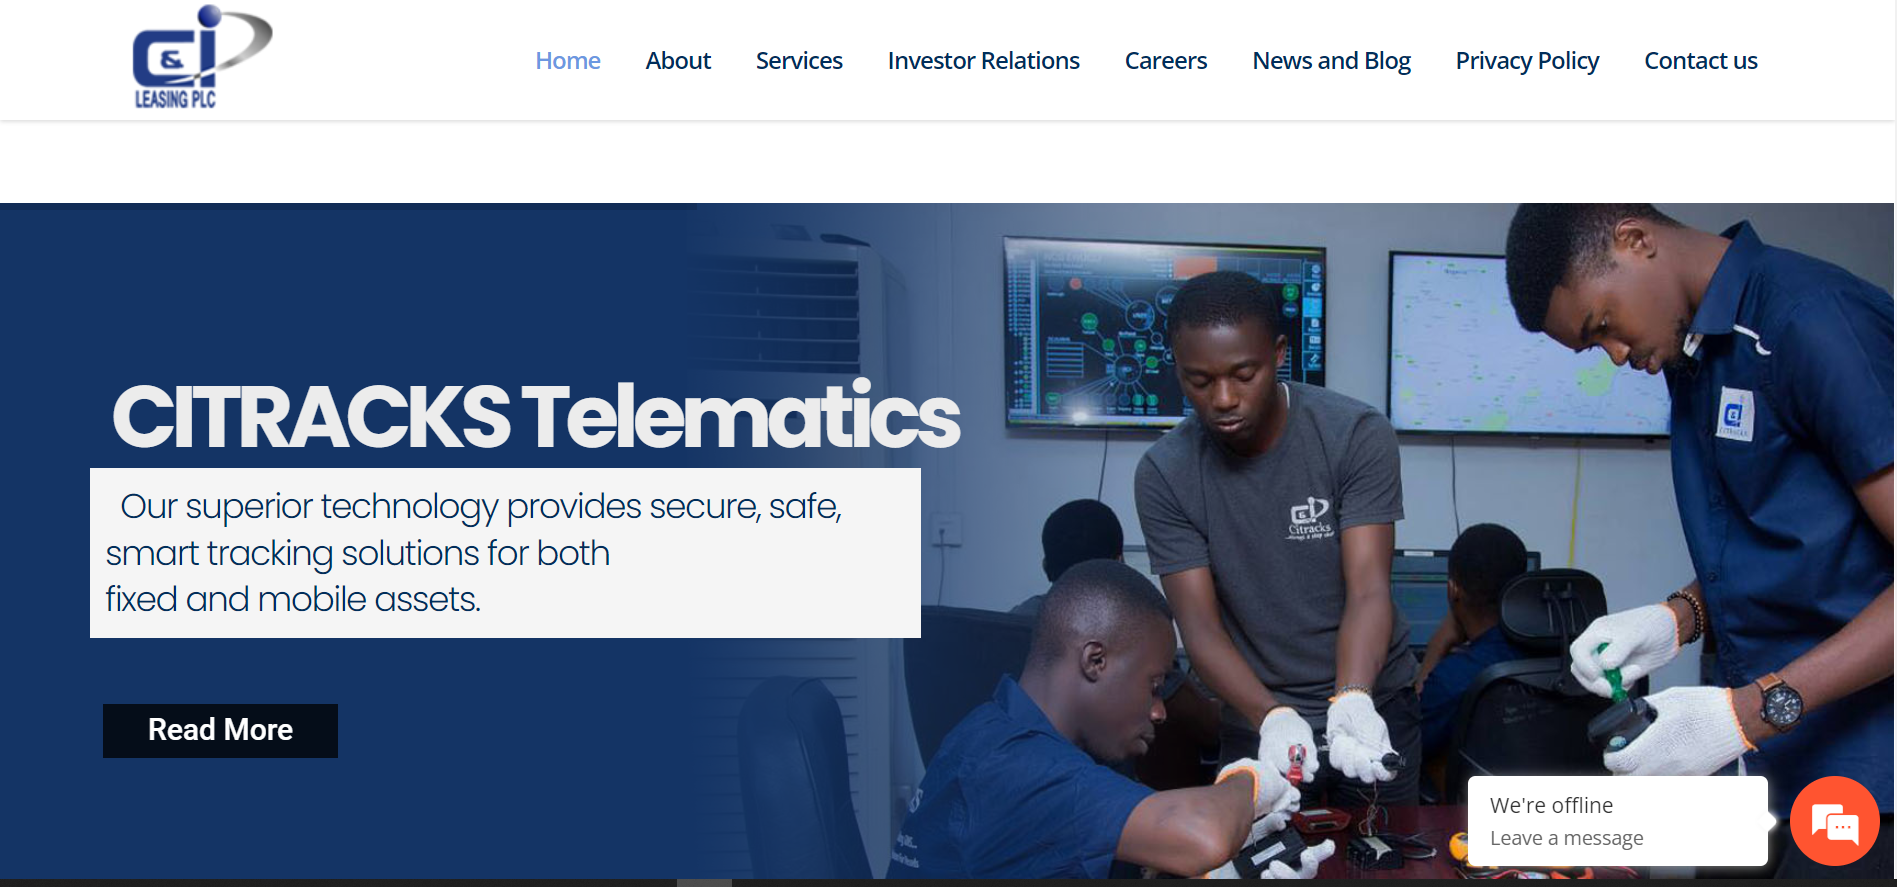 C&I
LEASING PLC
Home
About
Services
Investor Relations
Careers
News and Blog
Privacy Policy
Contact us
CITRACKS Telematics
Our superior technology provides secure, safe,
smart tracking solutions for both
fixed and mobile assets.
Read More
C&I
Citracks
C&I
CITRACKS
We're offline
Leave a message